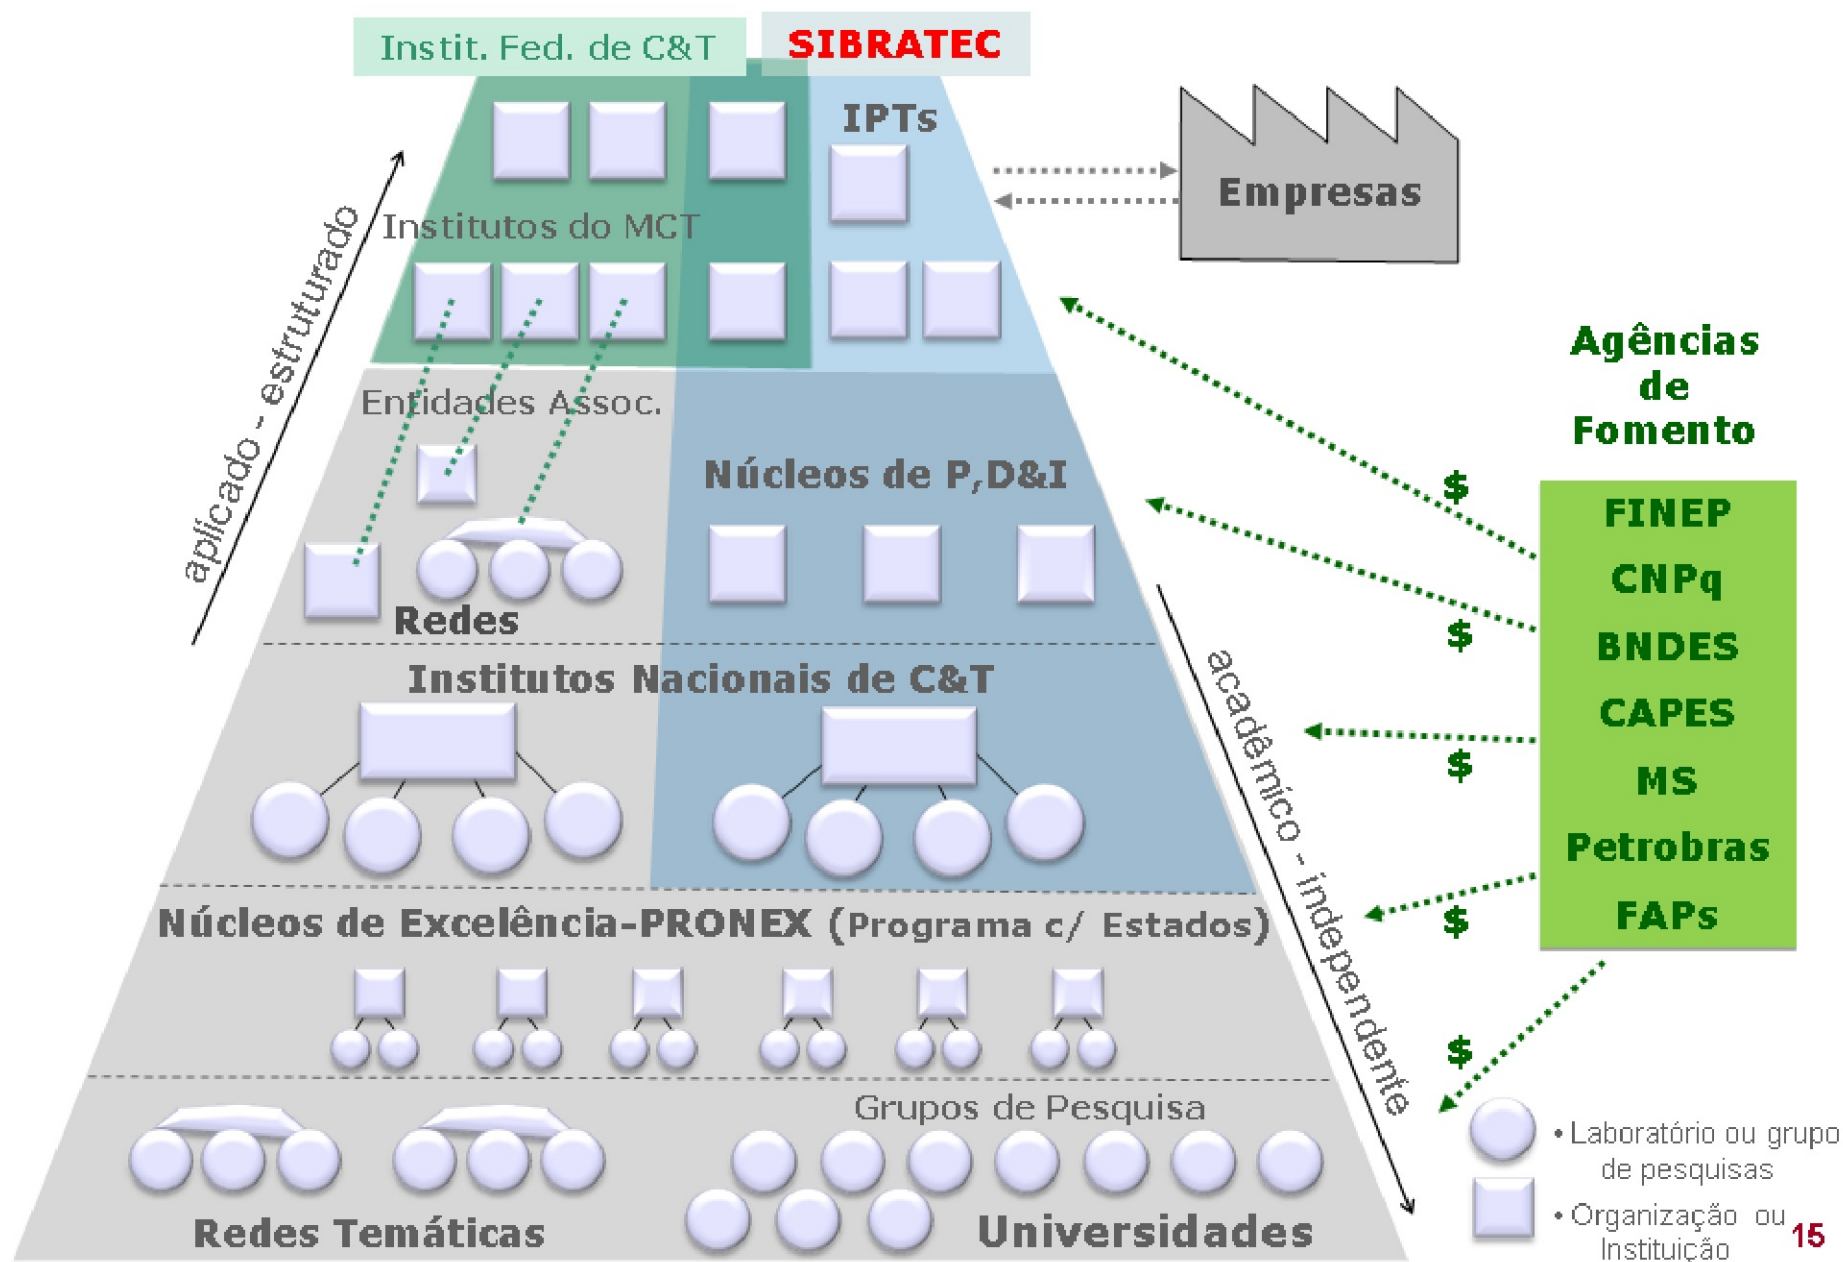 Instit. Fed. de C&T
SIBRATEC
IPTs
Empresas
Institutos do MCT
aplicado - estruturado
Entidades Assoc.
Núcleos de P,D&I
Redes
Institutos Nacionais de C&T
acadêmico - independente
Núcleos de Excelência-PRONEX (Programa c/ Estados)
Grupos de Pesquisa
Redes Temáticas
Universidades
Agências
de
Fomento
$
$
$
$
$
FINEP
CNPq
BNDES
CAPES
MS
Petrobras
FAPs
• Laboratório ou grupo
de pesquisas
• Organização ou
Instituição
15